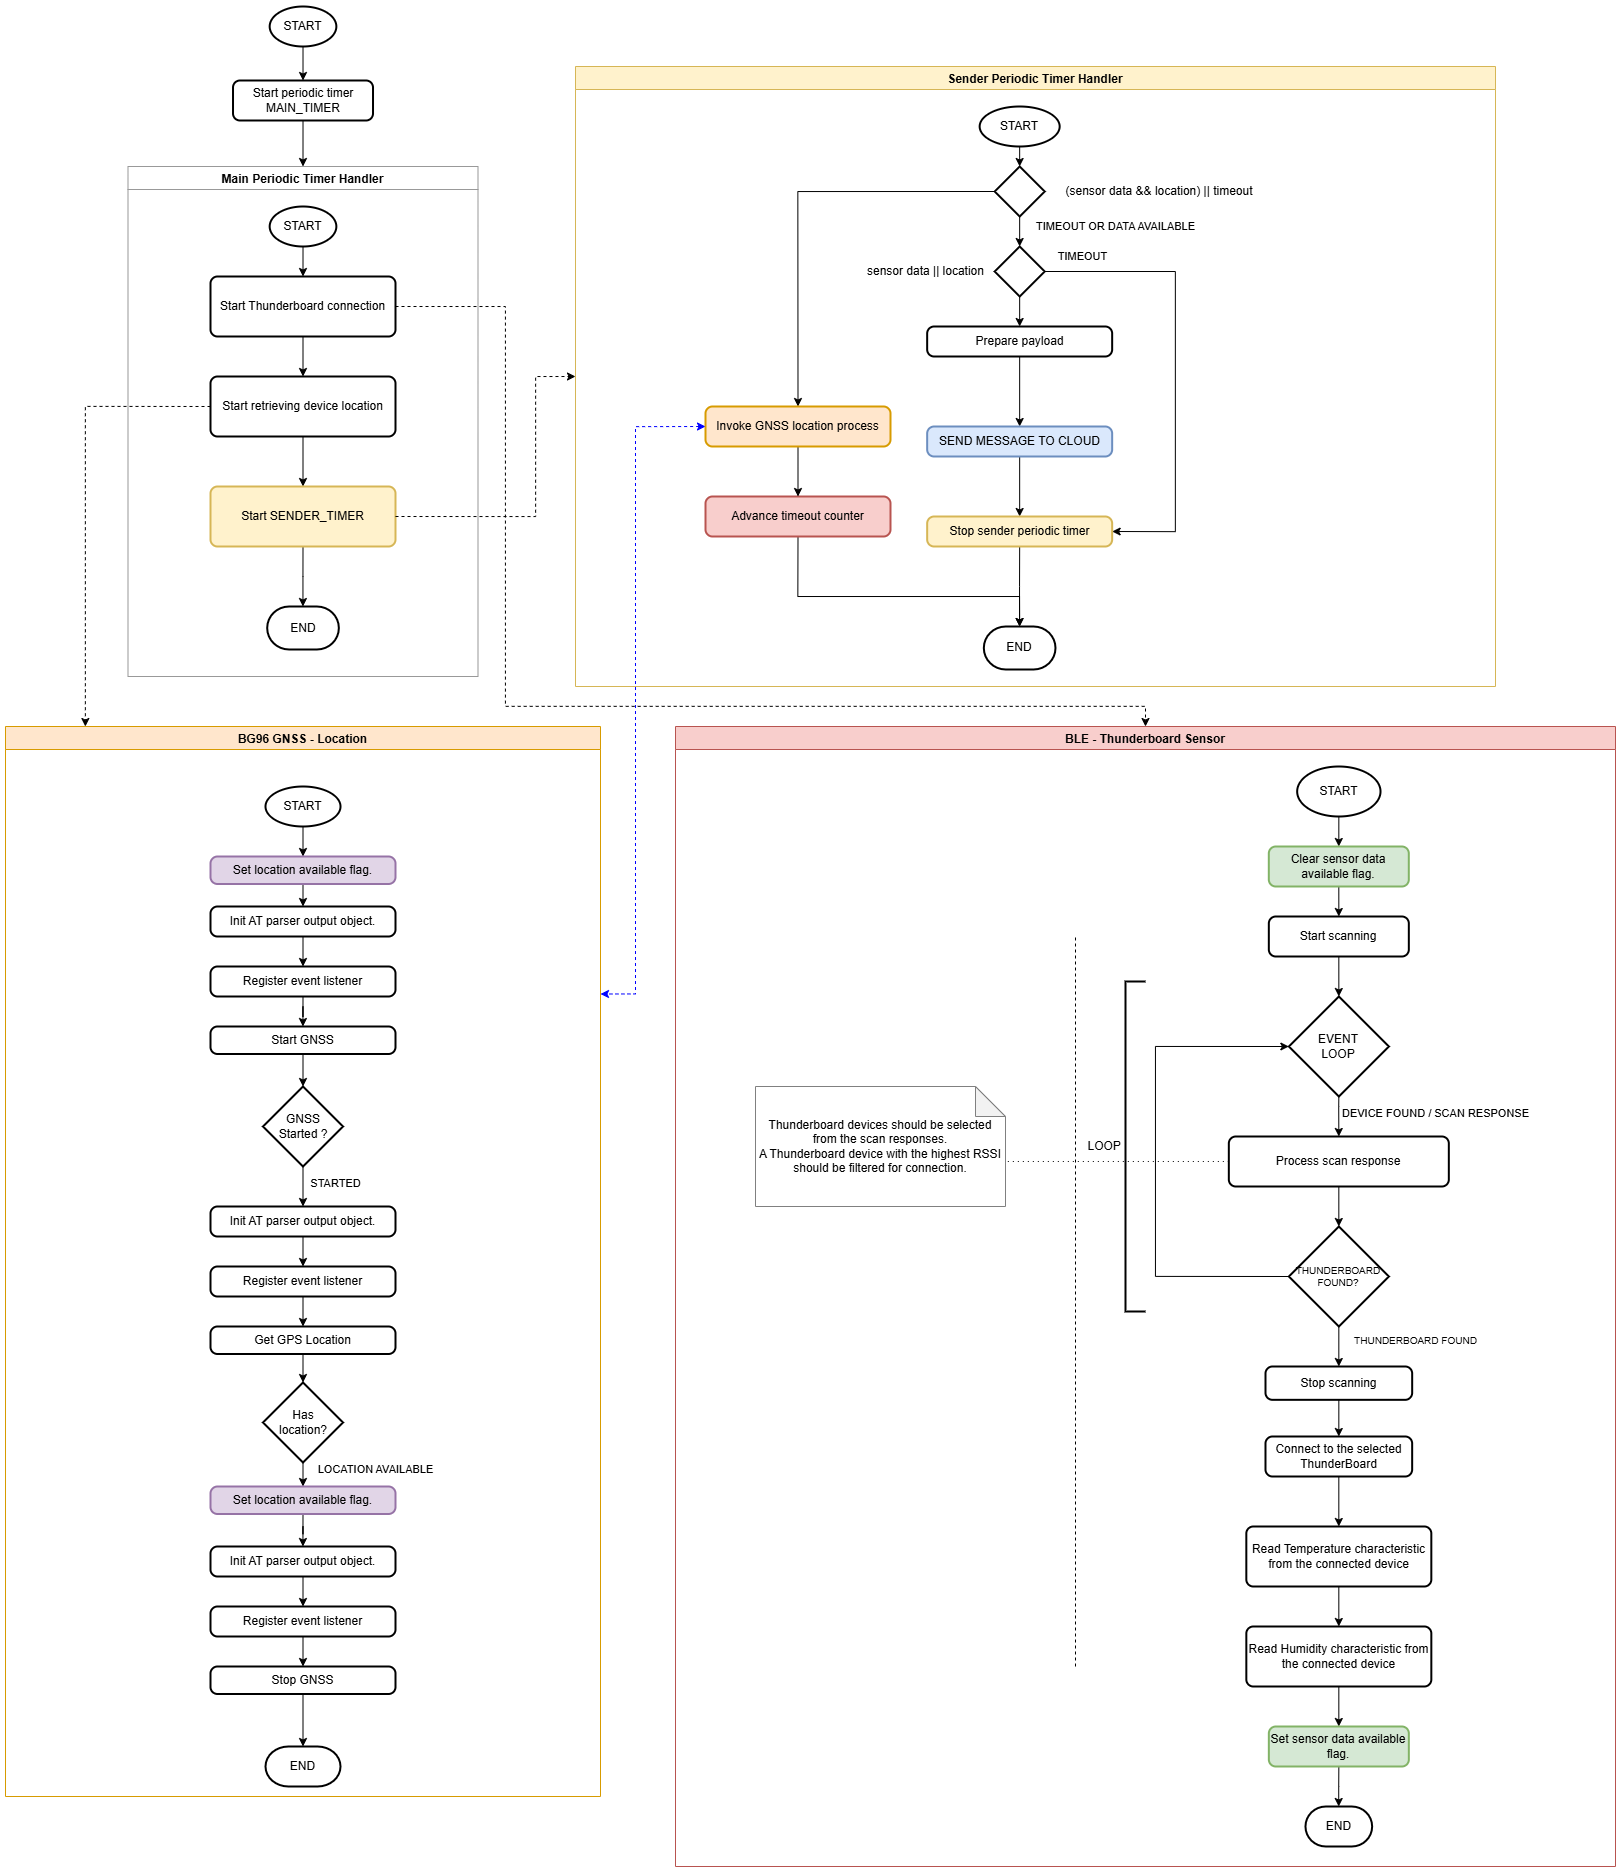 START
Start periodic timer
MAIN_TIMER
Main Periodic Timer Handler
START
Start Thunderboard connection
Start retrieving device location
Start SENDER_TIMER
END
Sender Periodic Timer Handler
START
(sensor data && location) || timeout
TIMEOUT OR DATA AVAILABLE
TIMEOUT
sensor data || location
Prepare payload
Invoke GNSS location process
SEND MESSAGE TO CLOUD
Advance timeout counter
Stop sender periodic timer
END
BG96 GNSS - Location
START
Set location available flag.
Init AT parser output object.
Register event listener
Start GNSS
GNSS
Started ?
STARTED
Init AT parser output object.
Register event listener
Get GPS Location
Has
location?
LOCATION AVAILABLE
Set location available flag.
Init AT parser output object.
Register event listener
Stop GNSS
END
BLE - Thunderboard Sensor
START
Clear sensor data
available flag.
Start scanning
EVENT
LOOP
DEVICE FOUND / SCAN RESPONSE
Thunderboard devices should be selected
from the scan responses.
A Thunderboard device with the highest RSSI
should be filtered for connection.
LOOP
Process scan response
THUNDERBOARD
FOUND?
THUNDERBOARD FOUND
Stop scanning
Connect to the selected
ThunderBoard
Read Temperature characteristic
from the connected device
Read Humidity characteristic from
the connected device
Set sensor data available
flag.
END